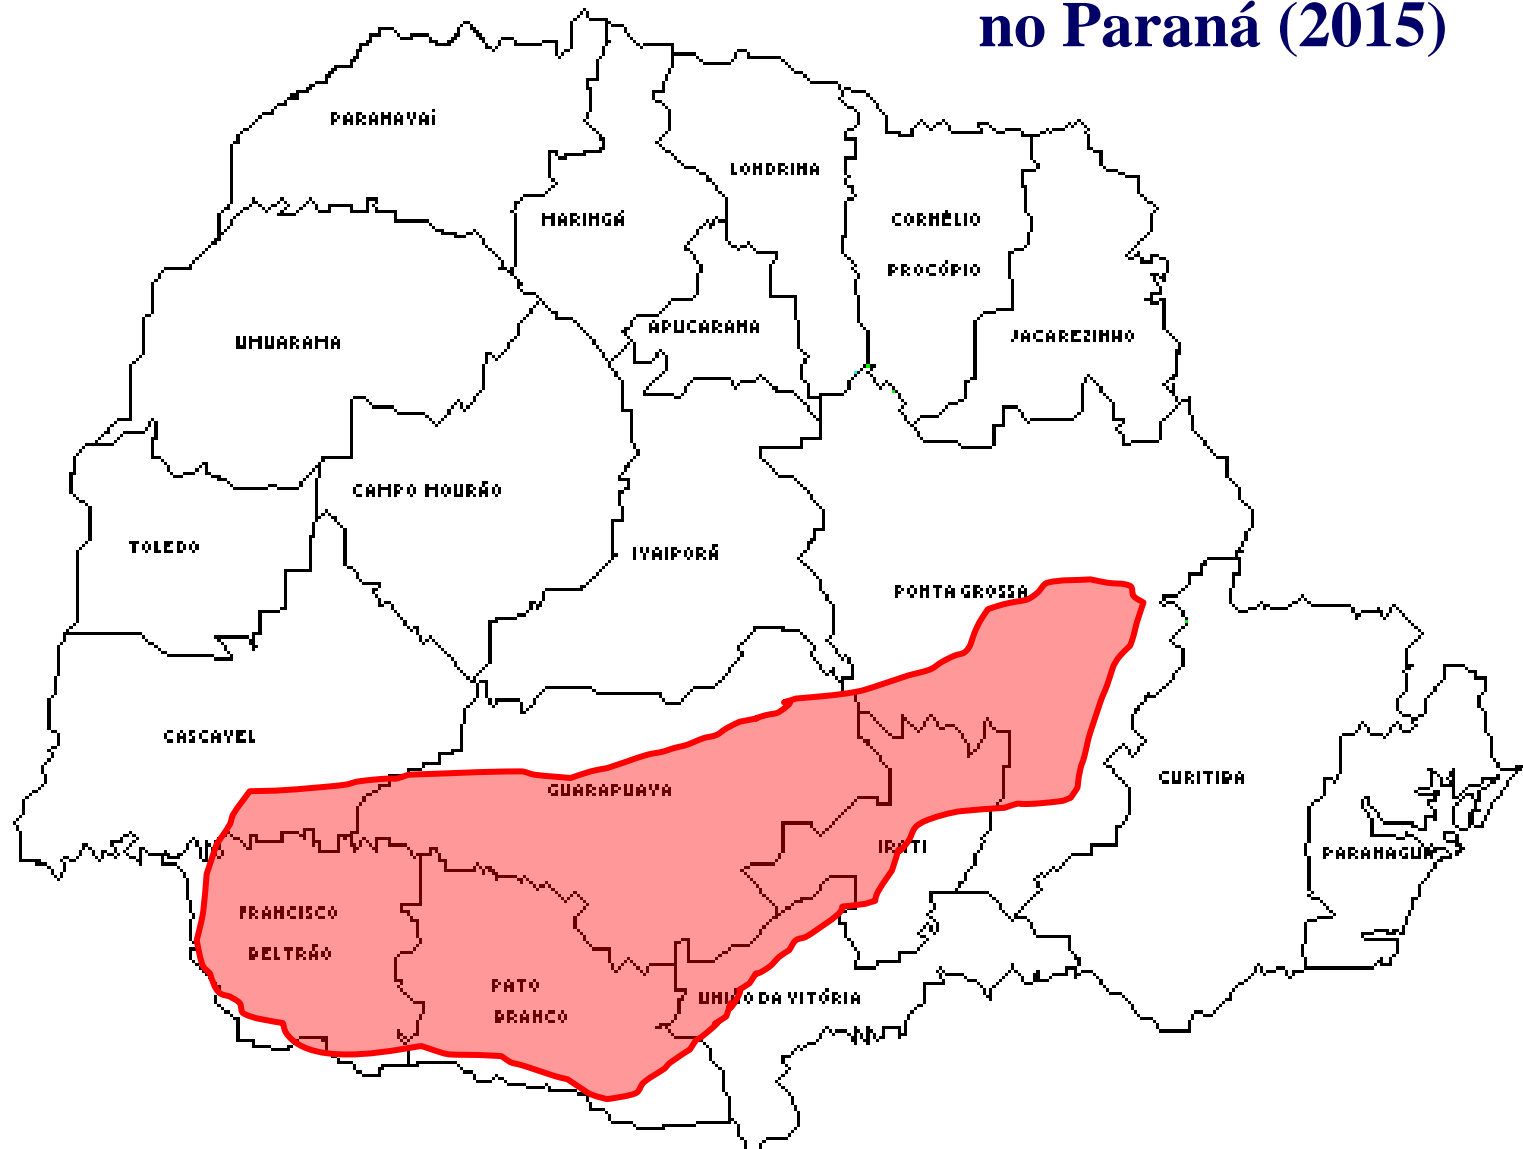 no Paraná (2015)
PARANAVAÍ
LONDRINA
MARINGÁ
CORNÉLIO
PROCÓPIO
APUCARANA
JACAREZINHO
UMUARAMA
CAMPO MOURÃO
TOLEDO
IVAIPORÃ
PONTA GROSSA
CASCAVEL
CURITIBA
GUARAPUAVA
IRATI
PARANAGUÁ
FRANCISCO
BELTRÃO
PATO
BRANCO
UNIÃO DA VITÓRIA